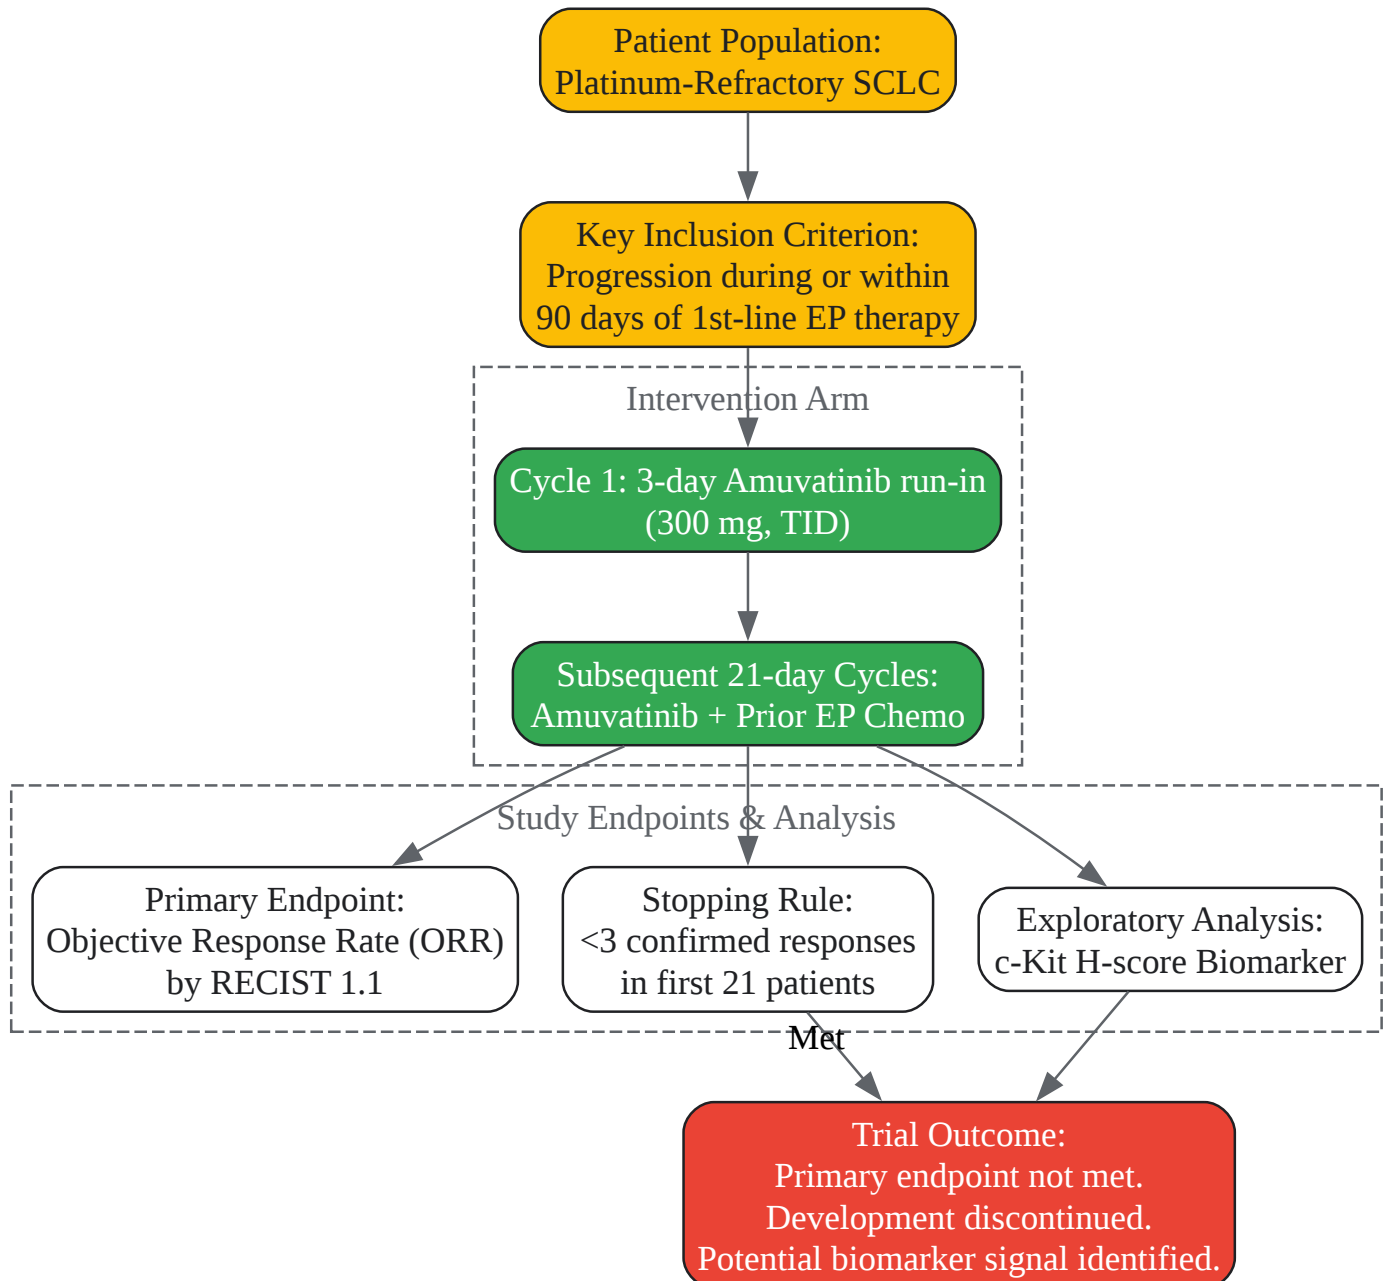 Patient Population:
Platinum-Refractory SCLC
Key Inclusion Criterion:
Progression during or within
90 days of 1st-line EP therapy
Intervention Arm
Cycle 1: 3-day Amuvatinib run-in
(300 mg, TID)
Subsequent 21-day Cycles:
Amuvatinib + Prior EP Chemo
Study Endpoints & Analysis
Primary Endpoint:
Objective Response Rate (ORR)
by RECIST 1.1
Stopping Rule:
<3 confirmed responses
in first 21 patients
Exploratory Analysis:
c-Kit H-score Biomarker
Met
Trial Outcome:
Primary endpoint not met.
Development discontinued.
Potential biomarker signal identified.